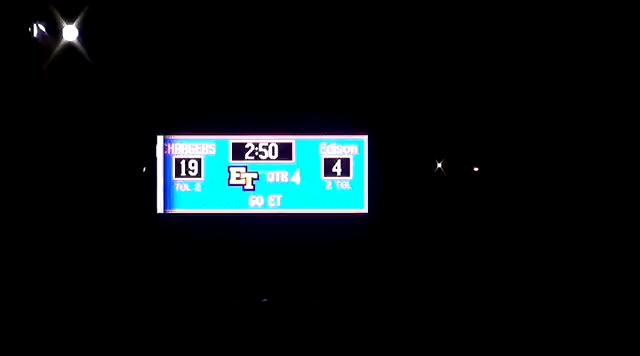 CHARGERS 2:50 Edison
19 4
TOL 2 ET QTR 4 2 TOL
GO ET